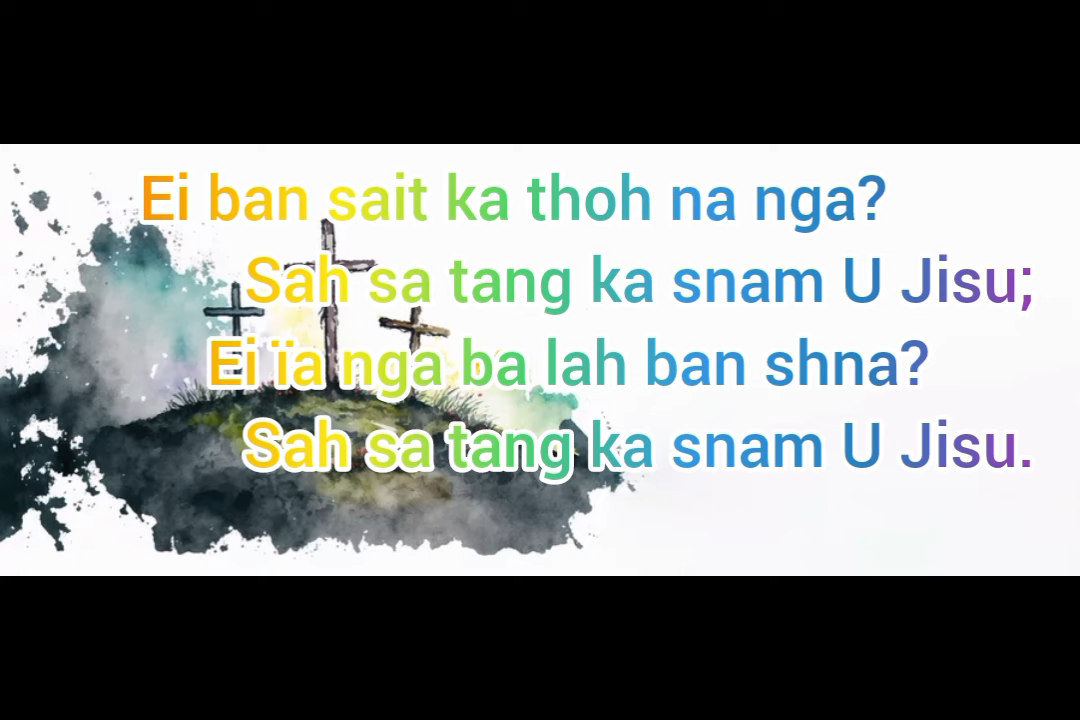 Ei ban sait ka thoh na nga?
Sah sa tang ka snam U Jisu;
Ei ïa nga ba lah ban shna?
Sah sa tang ka snam U Jisu.